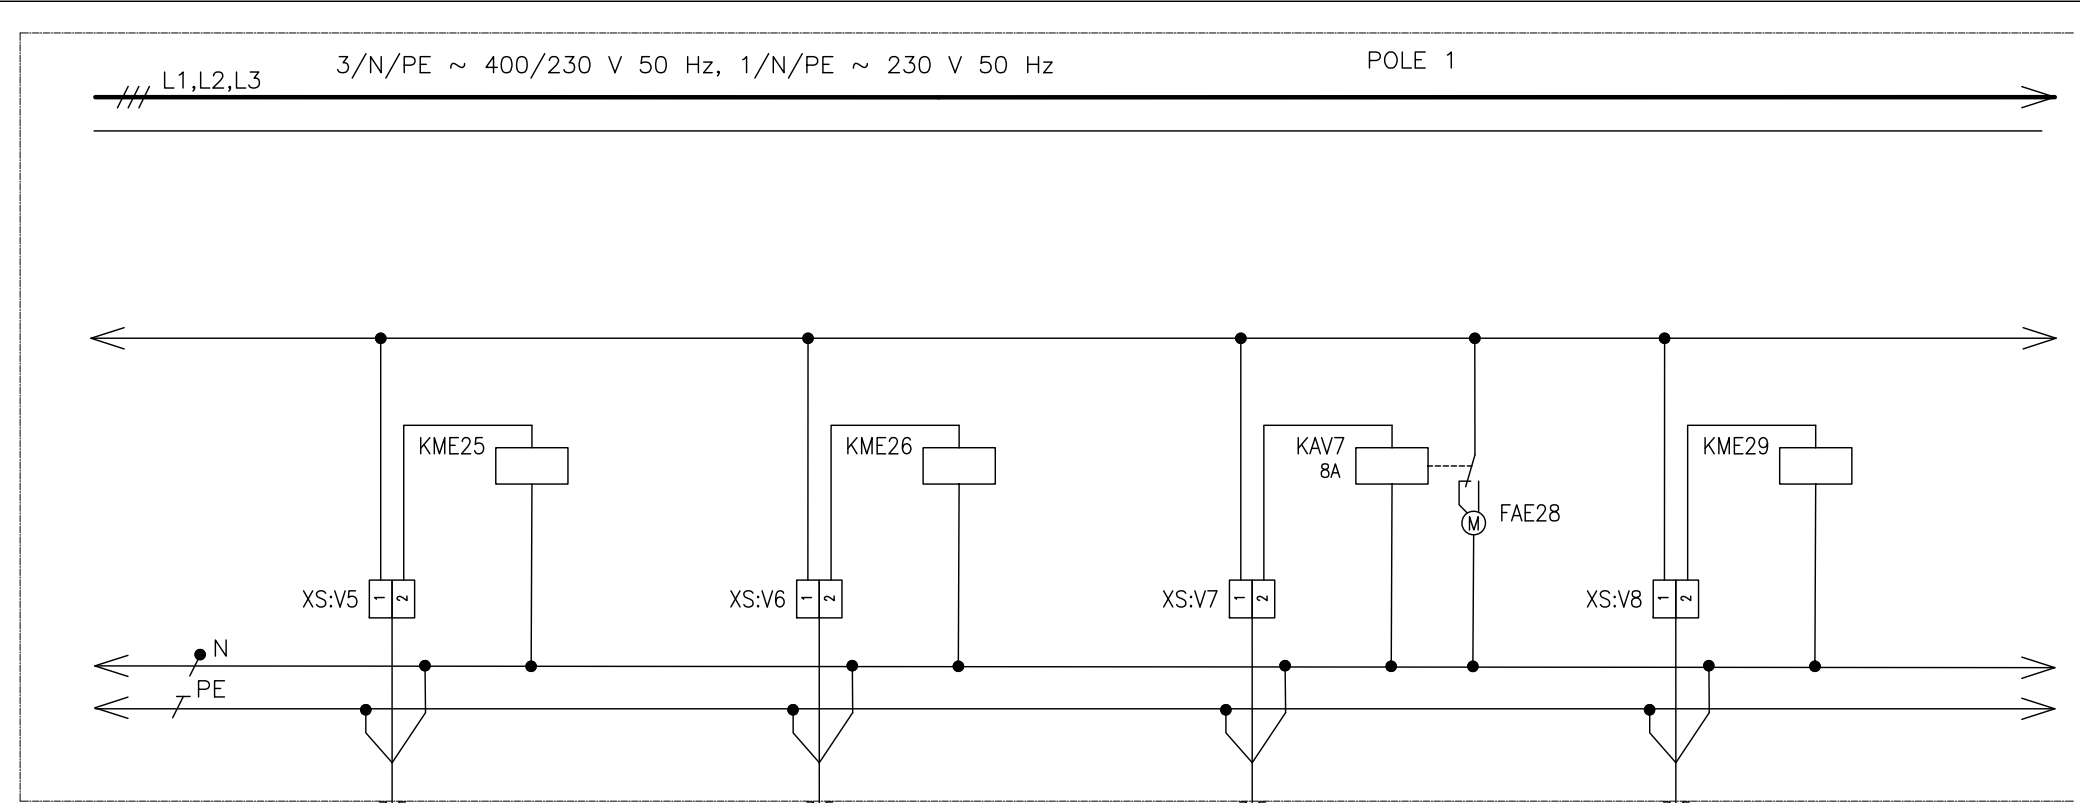 3/N/PE ~ 400/230 V 50 Hz, 1/N/PE ~ 230 V 50 Hz
POLE 1
L1,L2,L3
KME25
KME26
KAV7
8A
KME29
M
FAE28
XS:V5
1
2
XS:V6
1
2
XS:V7
1
2
XS:V8
1
2
N
PE